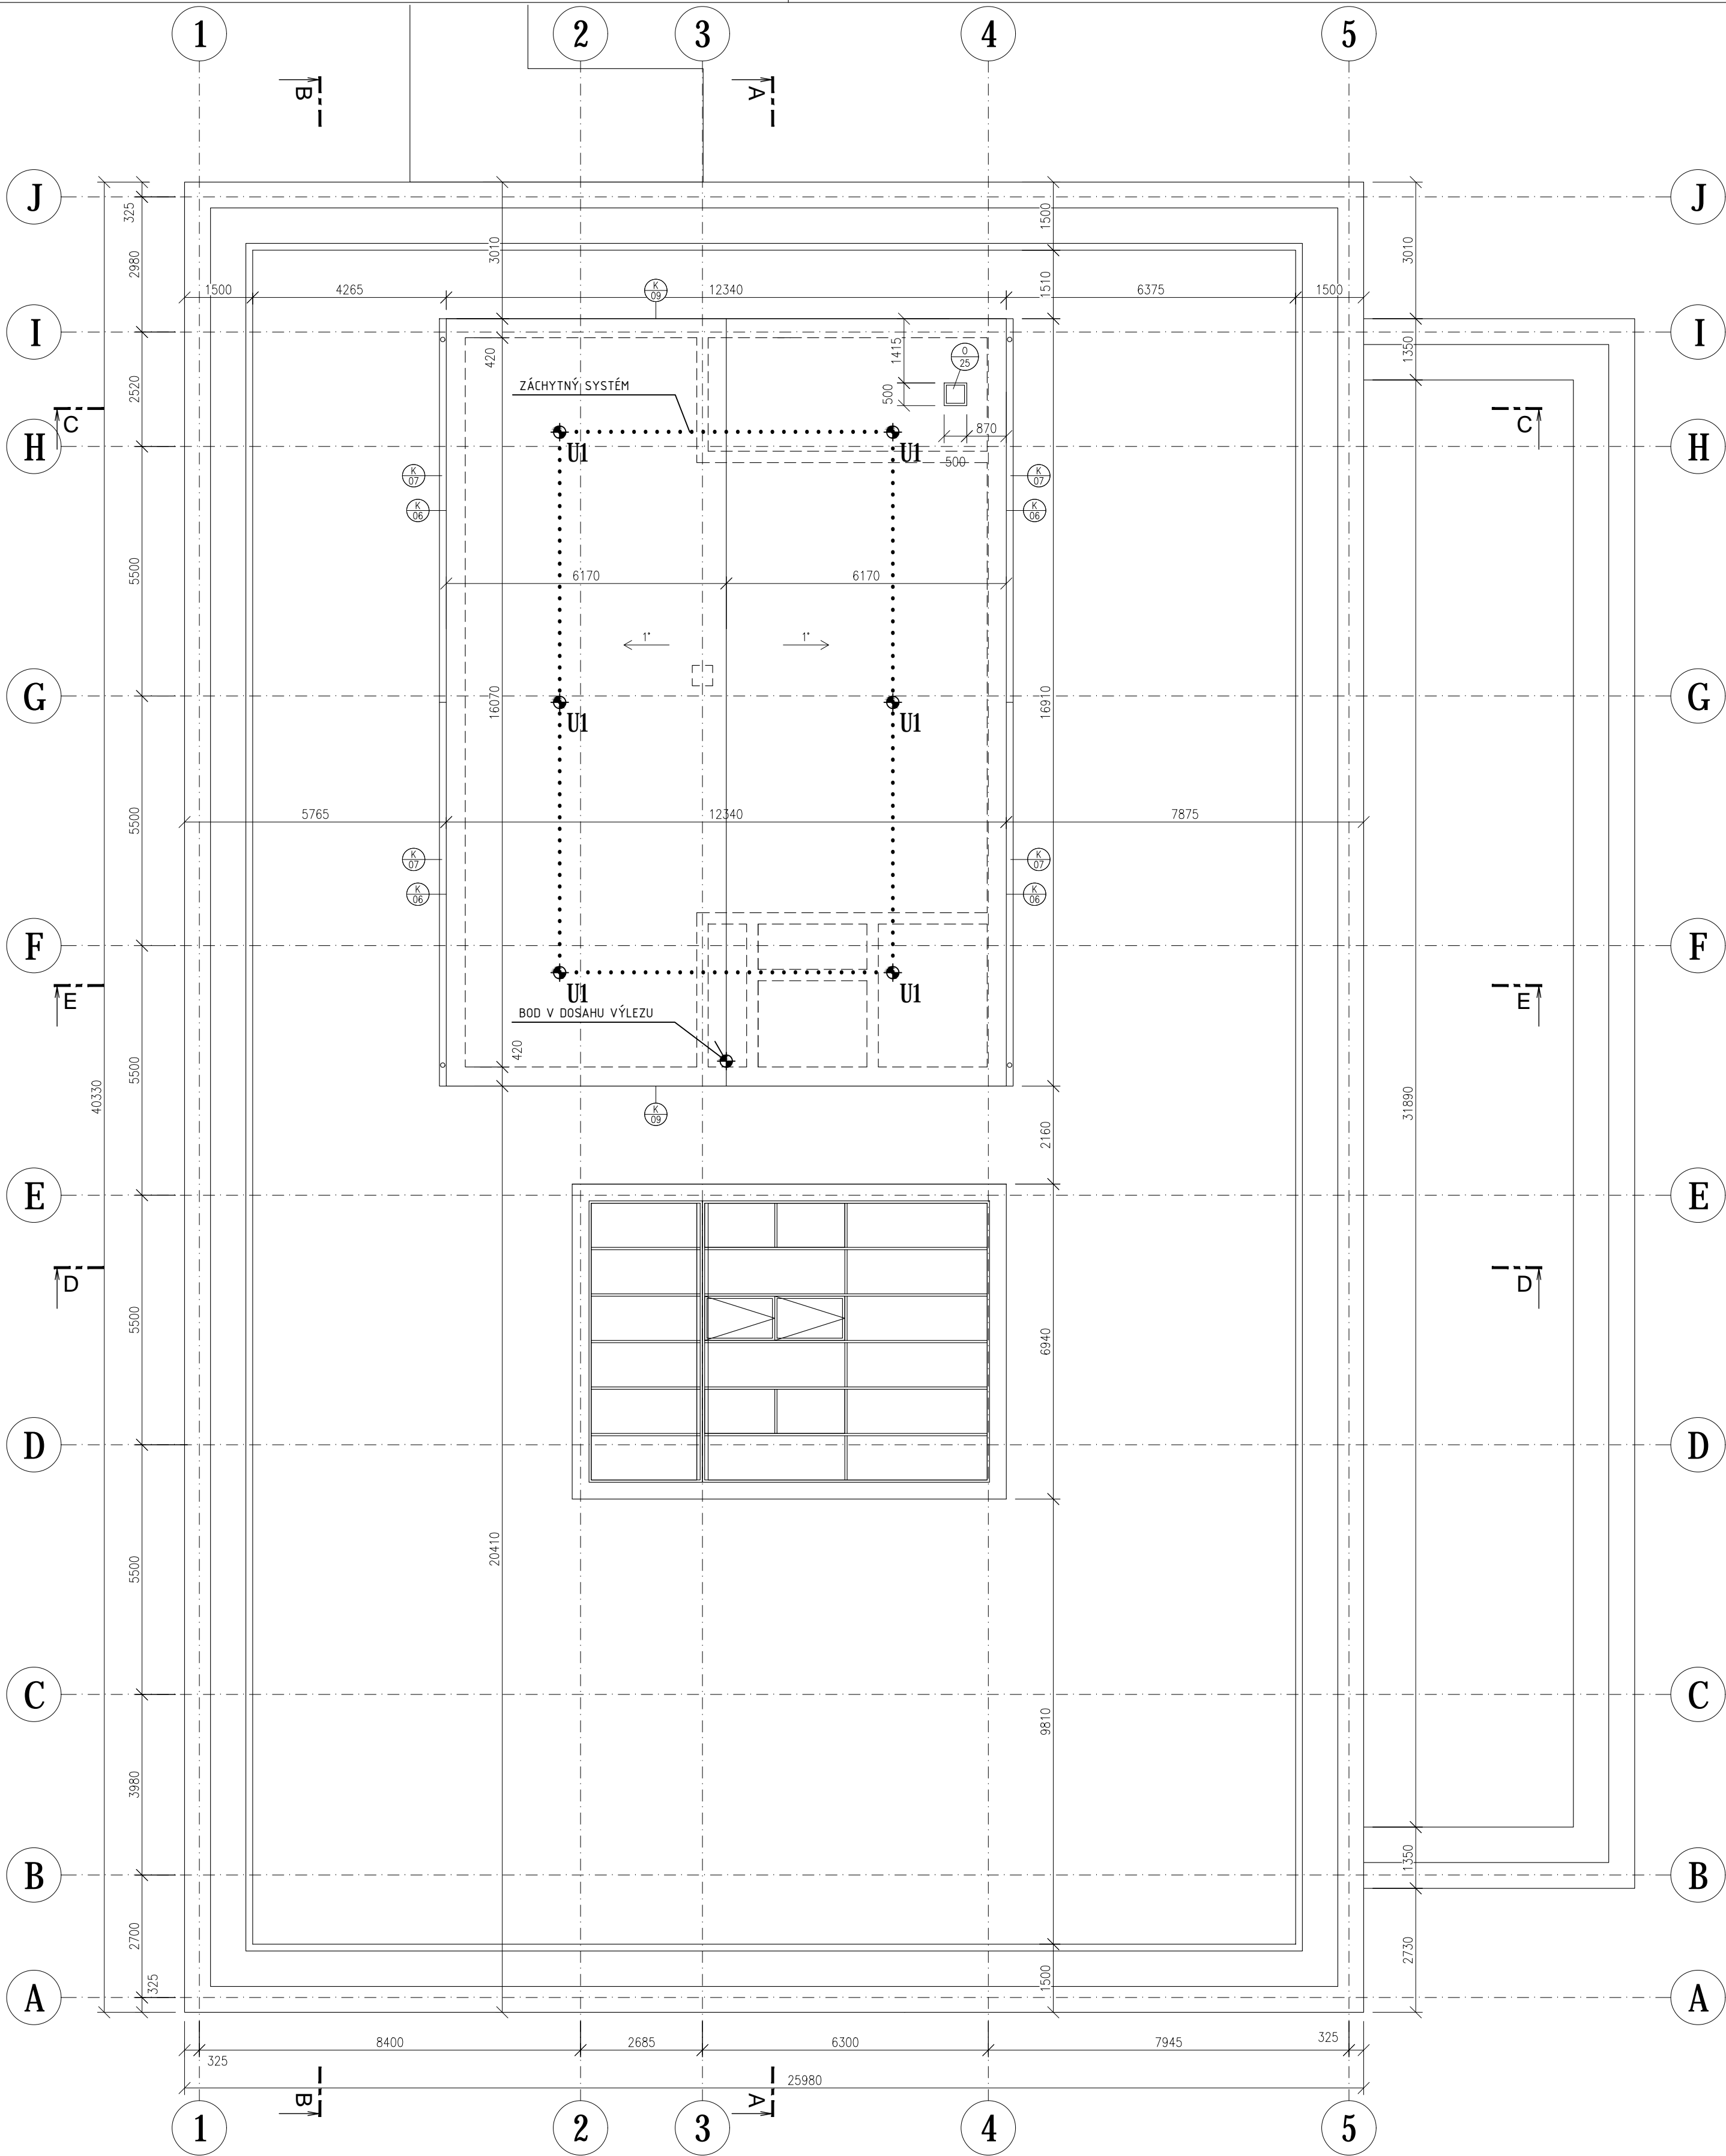 1 2 3 4 5
B A
J J
325
2980
3010
1500
3010
1500 4265 K 09 12340 1510 6375 1500
I I
420
1415
O 25
1350
2520
ZÁCHYTNÝ SYSTÉM
500
C C
870
H U1 U1 H
500
K 07 K 07
K 06 K 06
5500
6170 6170
1° 1°
G 16070 16910 G
U1 U1
5500 5765 12340 7875
K 07 K 07
K 06 K 06
F F
E U1 U1 E
BOD V DOSAHU VÝLEZU
420
5500
40330
31890
K 09
2160
E E
D D
5500
6940
D D
20410
5500
C C
9810
3980
1350
B B
2700
2730
325
1500
A A
8400 2685 6300 7945 325
325
25980
B A
1 2 3 4 5